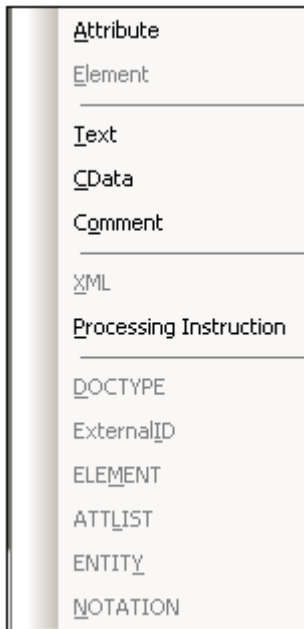 Attribute
Element
Text
CData
Comment
XML
Processing Instruction
DOCTYPE
ExternalID
ELEMENT
ATTLIST
ENTITY
NOTATION